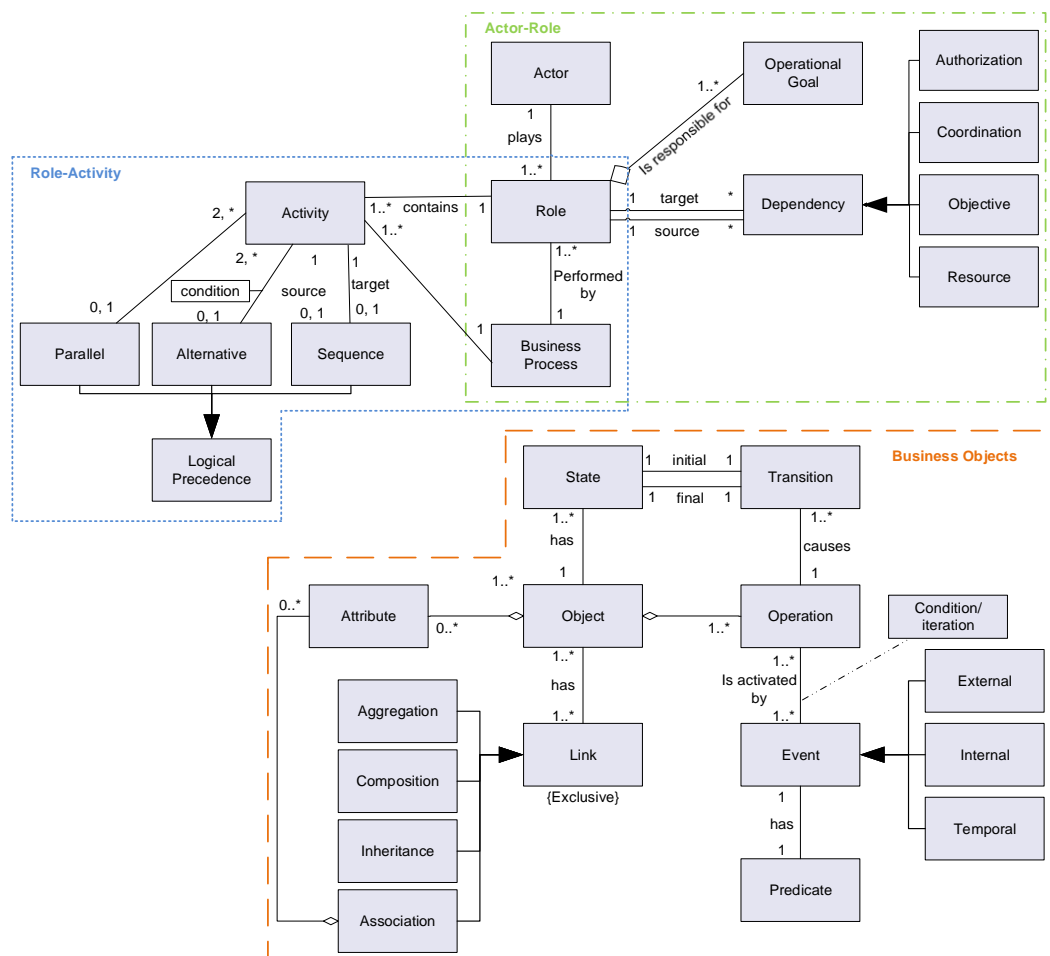 Actor-Role
Actor
Operational
Goal
Authorization
1..*
1
plays
Is responsible for
Coordination
Role-Activity
1..*
Activity
2, *
1..*
contains
1
Role
1
target
*
Dependency
Objective
1..*
1
source
*
2, *
1
1
1..*
condition
source
target
Performed
by
Resource
0, 1
0, 1
0, 1
0, 1
1
1
Parallel
Alternative
Sequence
Business
Process
Logical
Precedence
Business Objects
State
1
initial
1
Transition
1
final
1
1..*
1..*
has
causes
1..*
1
1
0..*
Attribute
0..*
Object
1..*
Operation
Condition/
iteration
1..*
1..*
has
Is activated
by
External
Aggregation
1..*
1..*
Link
Event
Internal
Composition
{Exclusive}
1
has
Temporal
Inheritance
1
Predicate
Association